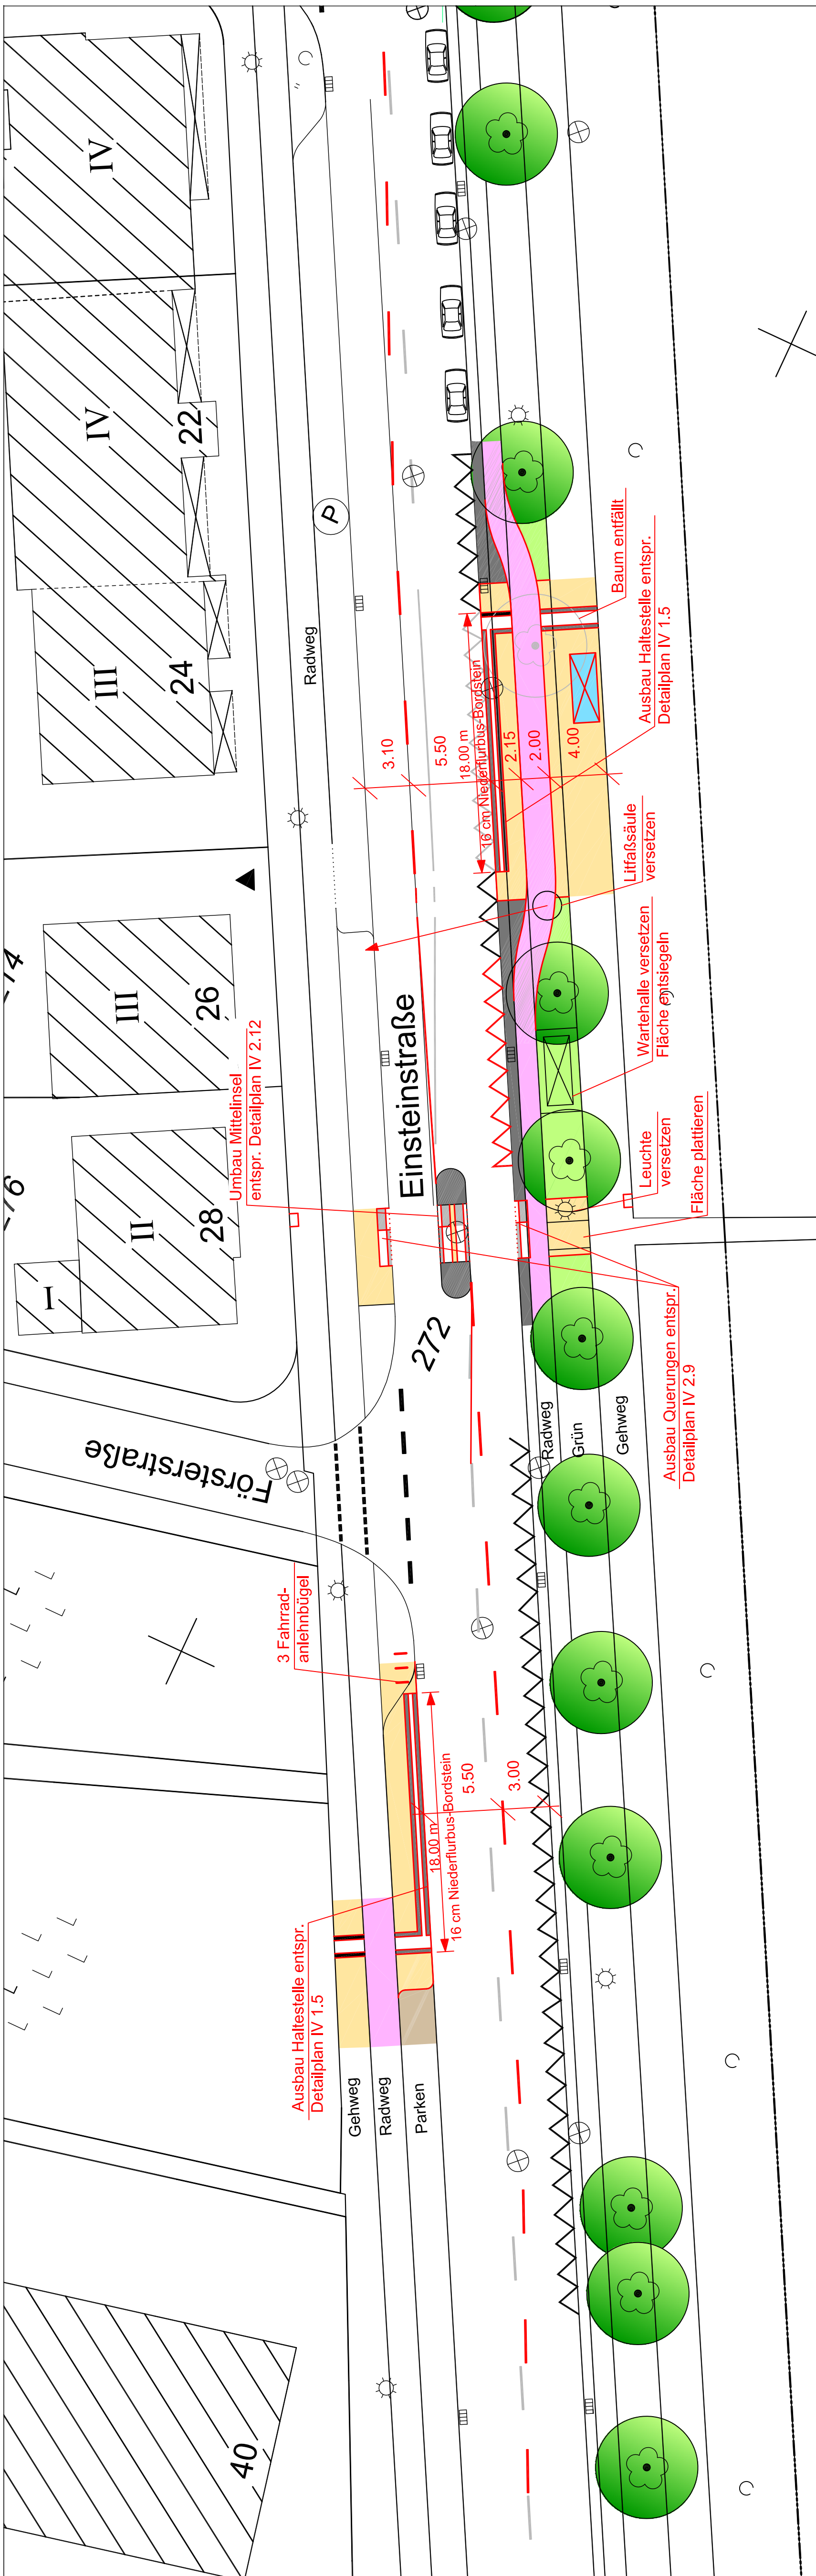 IV
IV
22
III
24
Radweg
P
3.10
5.50
18.00 m
16 cm Niederflurbus-Bordstein
2.15
2.00
4.00
Baum entfällt
Ausbau Haltestelle entspr.
Detailplan IV 1.5
Litfaßsäule
versetzen
Wartehalle versetzen
Fläche entsiegeln
Leuchte
versetzen
Fläche plattieren
III
26
Umbau Mittelinsel
entspr. Detailplan IV 2.12
Einsteinstraße
II
28
I
272
Ausbau Querungen entspr.
Detailplan IV 2.9
Radweg
Grün
Gehweg
Försterstraße
3 Fahrrad-
anlehnbügel
5.50
3.00
18.00 m
16 cm Niederflurbus-Bordstein
Ausbau Haltestelle entspr.
Detailplan IV 1.5
Gehweg
Radweg
Parken
40